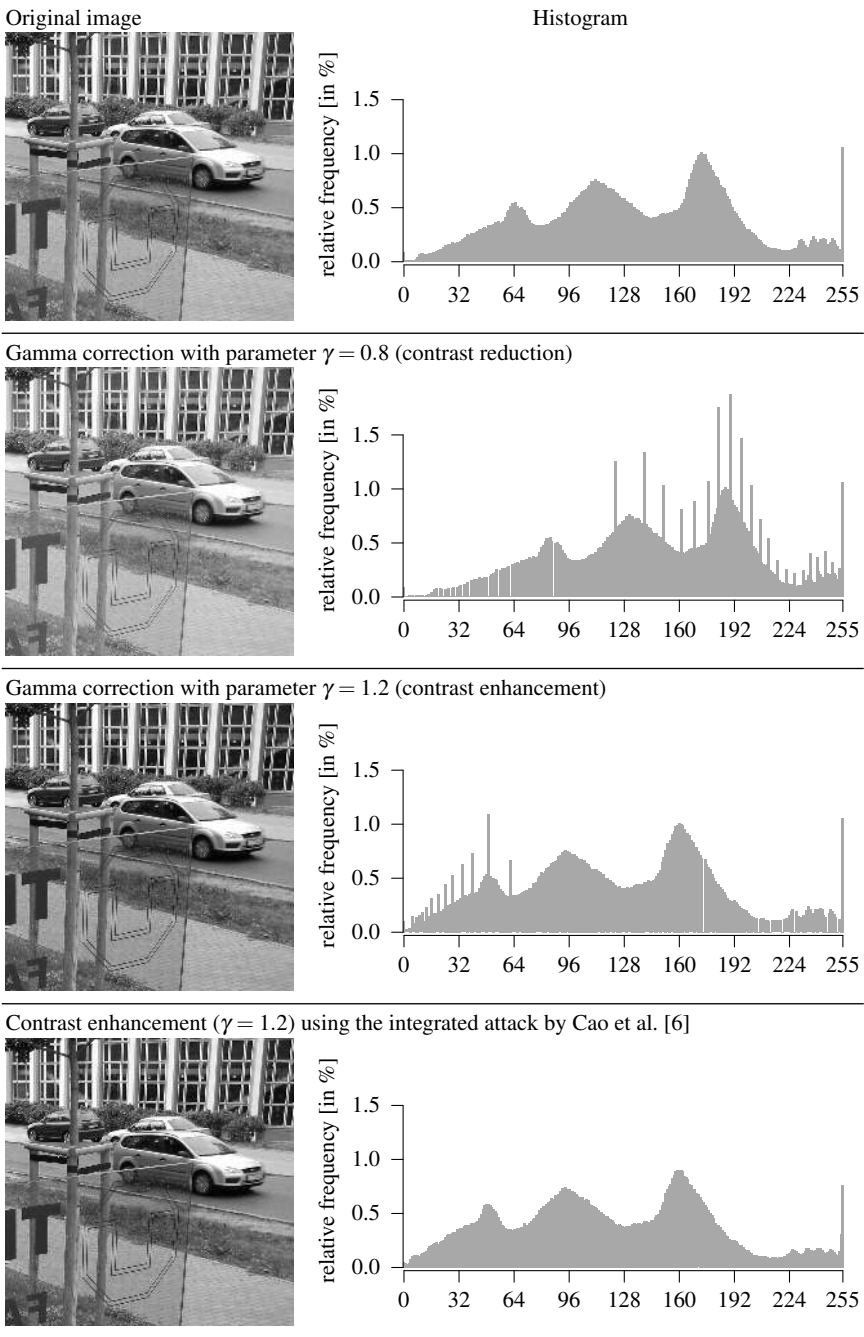 Original image
Histogram
relative frequency [in %]
1.5
1.0
0.5
0.0
0 32 64 96 128 160 192 224 255
Gamma correction with parameter γ = 0.8 (contrast reduction)
relative frequency [in %]
1.5
1.0
0.5
0.0
0 32 64 96 128 160 192 224 255
Gamma correction with parameter γ = 1.2 (contrast enhancement)
relative frequency [in %]
1.5
1.0
0.5
0.0
0 32 64 96 128 160 192 224 255
Contrast enhancement (γ = 1.2) using the integrated attack by Cao et al. [6]
relative frequency [in %]
1.5
1.0
0.5
0.0
0 32 64 96 128 160 192 224 255